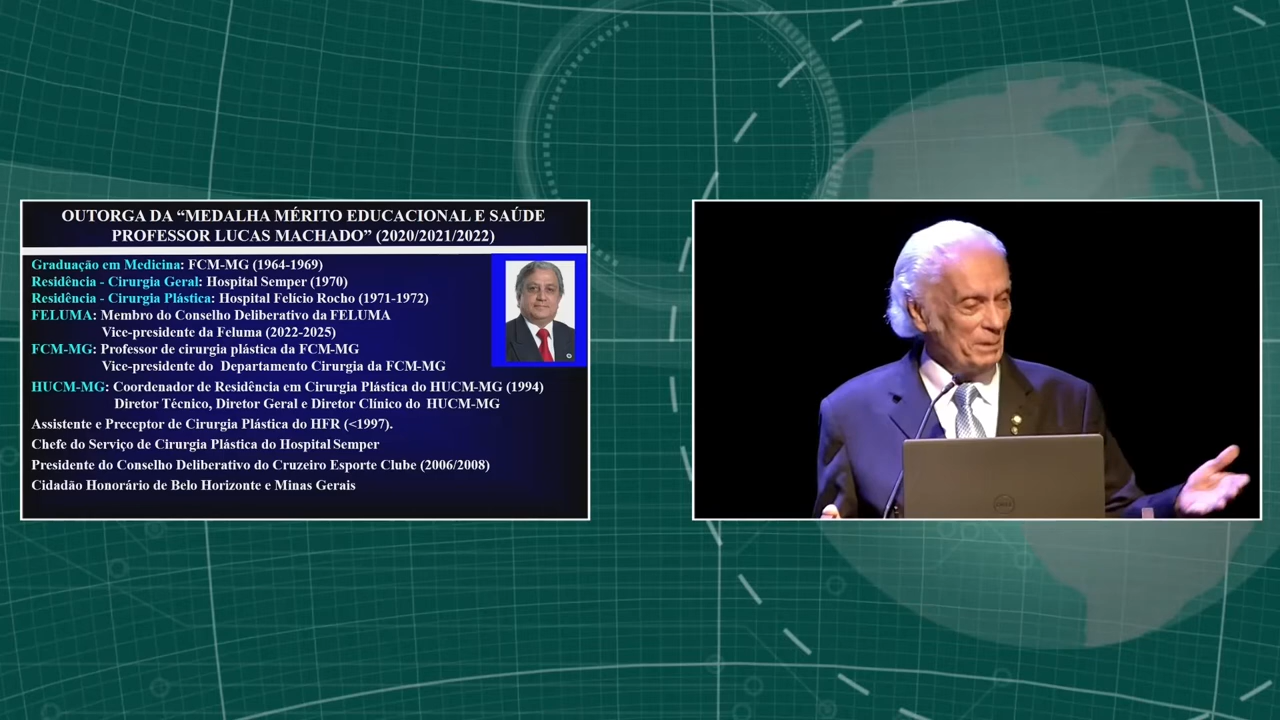 OUTORGA DA “MEDALHA MÉRITO EDUCACIONAL E SAÚDE
PROFESSOR LUCAS MACHADO” (2020/2021/2022)
Graduação em Medicina: FCM-MG (1964-1969)
Residência - Cirurgia Geral: Hospital Semper (1970)
Residência - Cirurgia Plástica: Hospital Felício Rocho (1971-1972)
FELUMA: Membro do Conselho Deliberativo da FELUMA
Vice-presidente da Feluma (2022-2025)
FCM-MG: Professor de cirurgia plástica da FCM-MG
Vice-presidente do Departamento Cirurgia da FCM-MG
HUCM-MG: Coordenador de Residência em Cirurgia Plástica do HUCM-MG (1994)
Diretor Técnico, Diretor Geral e Diretor Clínico do HUCM-MG
Assistente e Preceptor de Cirurgia Plástica do HFR (<1997).
Chefe do Serviço de Cirurgia Plástica do Hospital Semper
Presidente do Conselho Deliberativo do Cruzeiro Esporte Clube (2006/2008)
Cidadão Honorário de Belo Horizonte e Minas Gerais
DELL